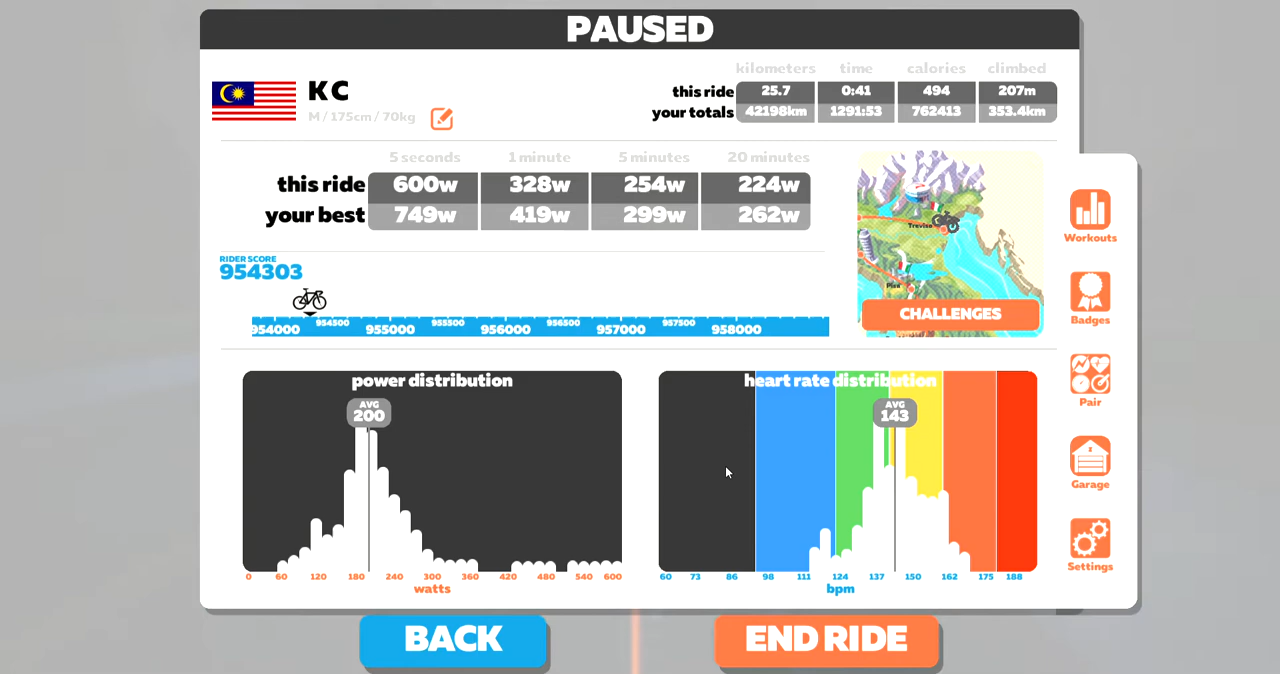 PAUSED
KC
M / 175cm / 70kg
kilometers time calories climbed
this ride 25.7 0:41 494 207m
your totals 42198km 1291:53 762413 353.4km
5 seconds 1 minute 5 minutes 20 minutes
this ride 600w 328w 254w 224w
your best 749w 419w 299w 262w
RIDER SCORE
954303
954000 954500 955000 955500 956000 956500 957000 957500 958000
Treviso
CHALLENGES
Workouts
Badges
Pair
Garage
Settings
power distribution
AVG
200
0 60 120 180 240 300 360 420 480 540 600
watts
heart rate distribution
AVG
143
60 73 86 98 111 124 137 150 162 175 188
bpm
BACK
END RIDE